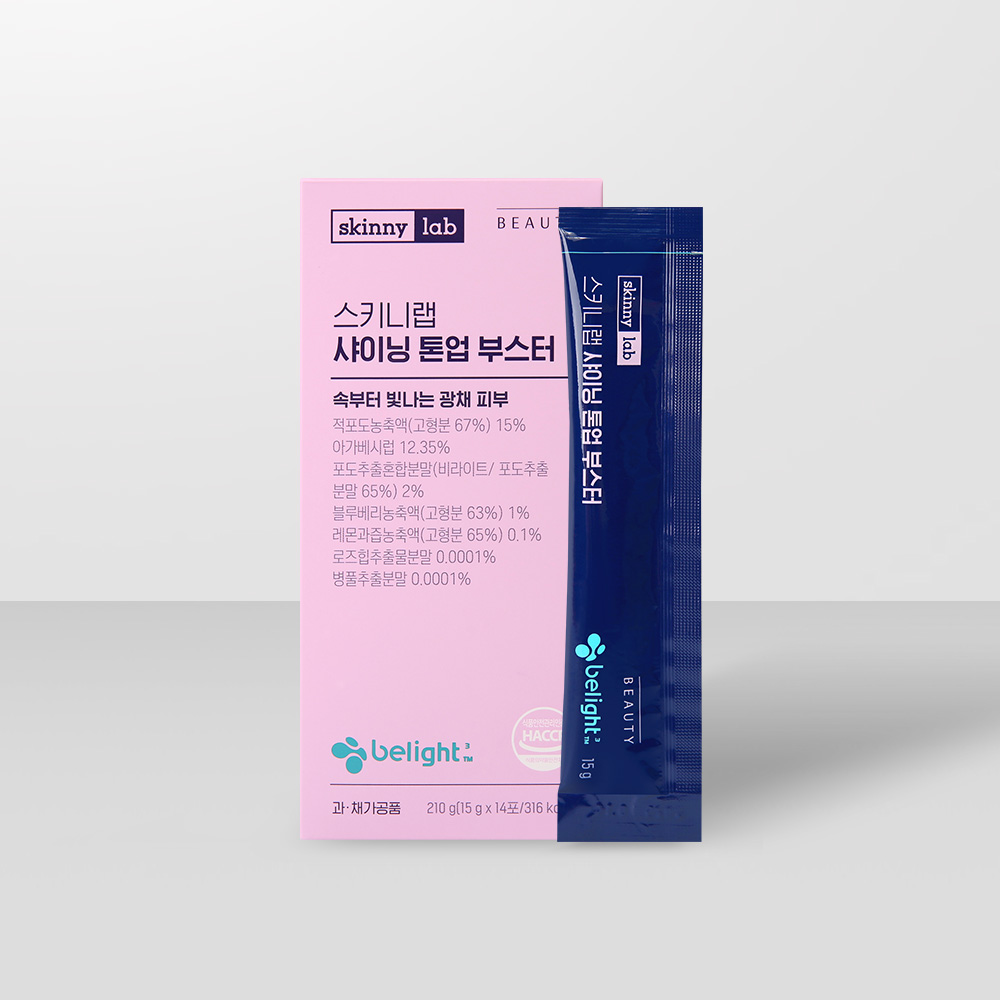 skinny lab
BEAUT
스키니랩
샤이닝 톤업 부스터
속부터 빛나는 광채 피부
적포도농축액(고형분 67%) 15%
아가베시럽 12.35%
포도추출혼합분말(비라이트/ 포도추출
분말 65%) 2%
블루베리농축액(고형분 63%) 1%
레몬과즙농축액(고형분 65%) 0.1%
로즈힙추출물분말 0.0001%
병풀추출분말 0.0001%
HACCP
belight³™
과·채가공품
210 g(15 g x 14포/316 kc
skinny lab
스키니랩 샤이닝 톤업 부스터
belight³™
BEAUTY
15 g